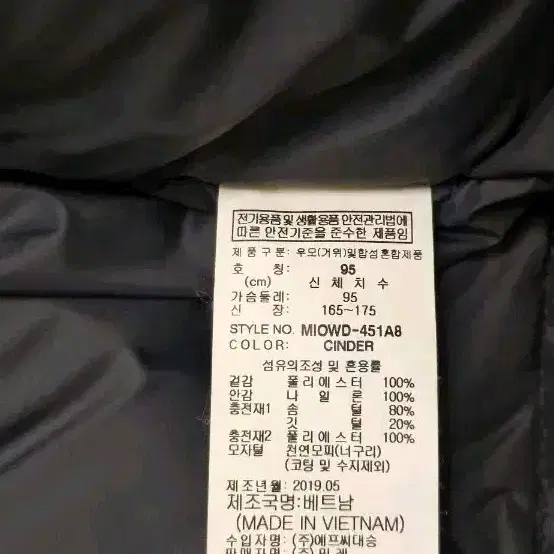 전기용품및 생활용품 안전관리법에
따른 안전기준을 준수한 제품임
제품구분: 우모(거위)및합성혼합제품
호 칭: 95
(cm) 신체치수
가슴둘레: 95
신 장: 165~175
STYLE NO. MIOWD-451A8
COLOR: CINDER
섬유의조성 및 혼용률
겉감 폴리에스터 100%
안감 나일론 100%
충전재1 솜털 80%
깃털 20%
충전재2 폴리에스터 100%
모자털 천연모피(너구리)
(코팅 및 수지제외)
제조년월: 2019.05
제조국명:베트남
(MADE IN VIETNAM)
수입자명: (주)에프씨대승